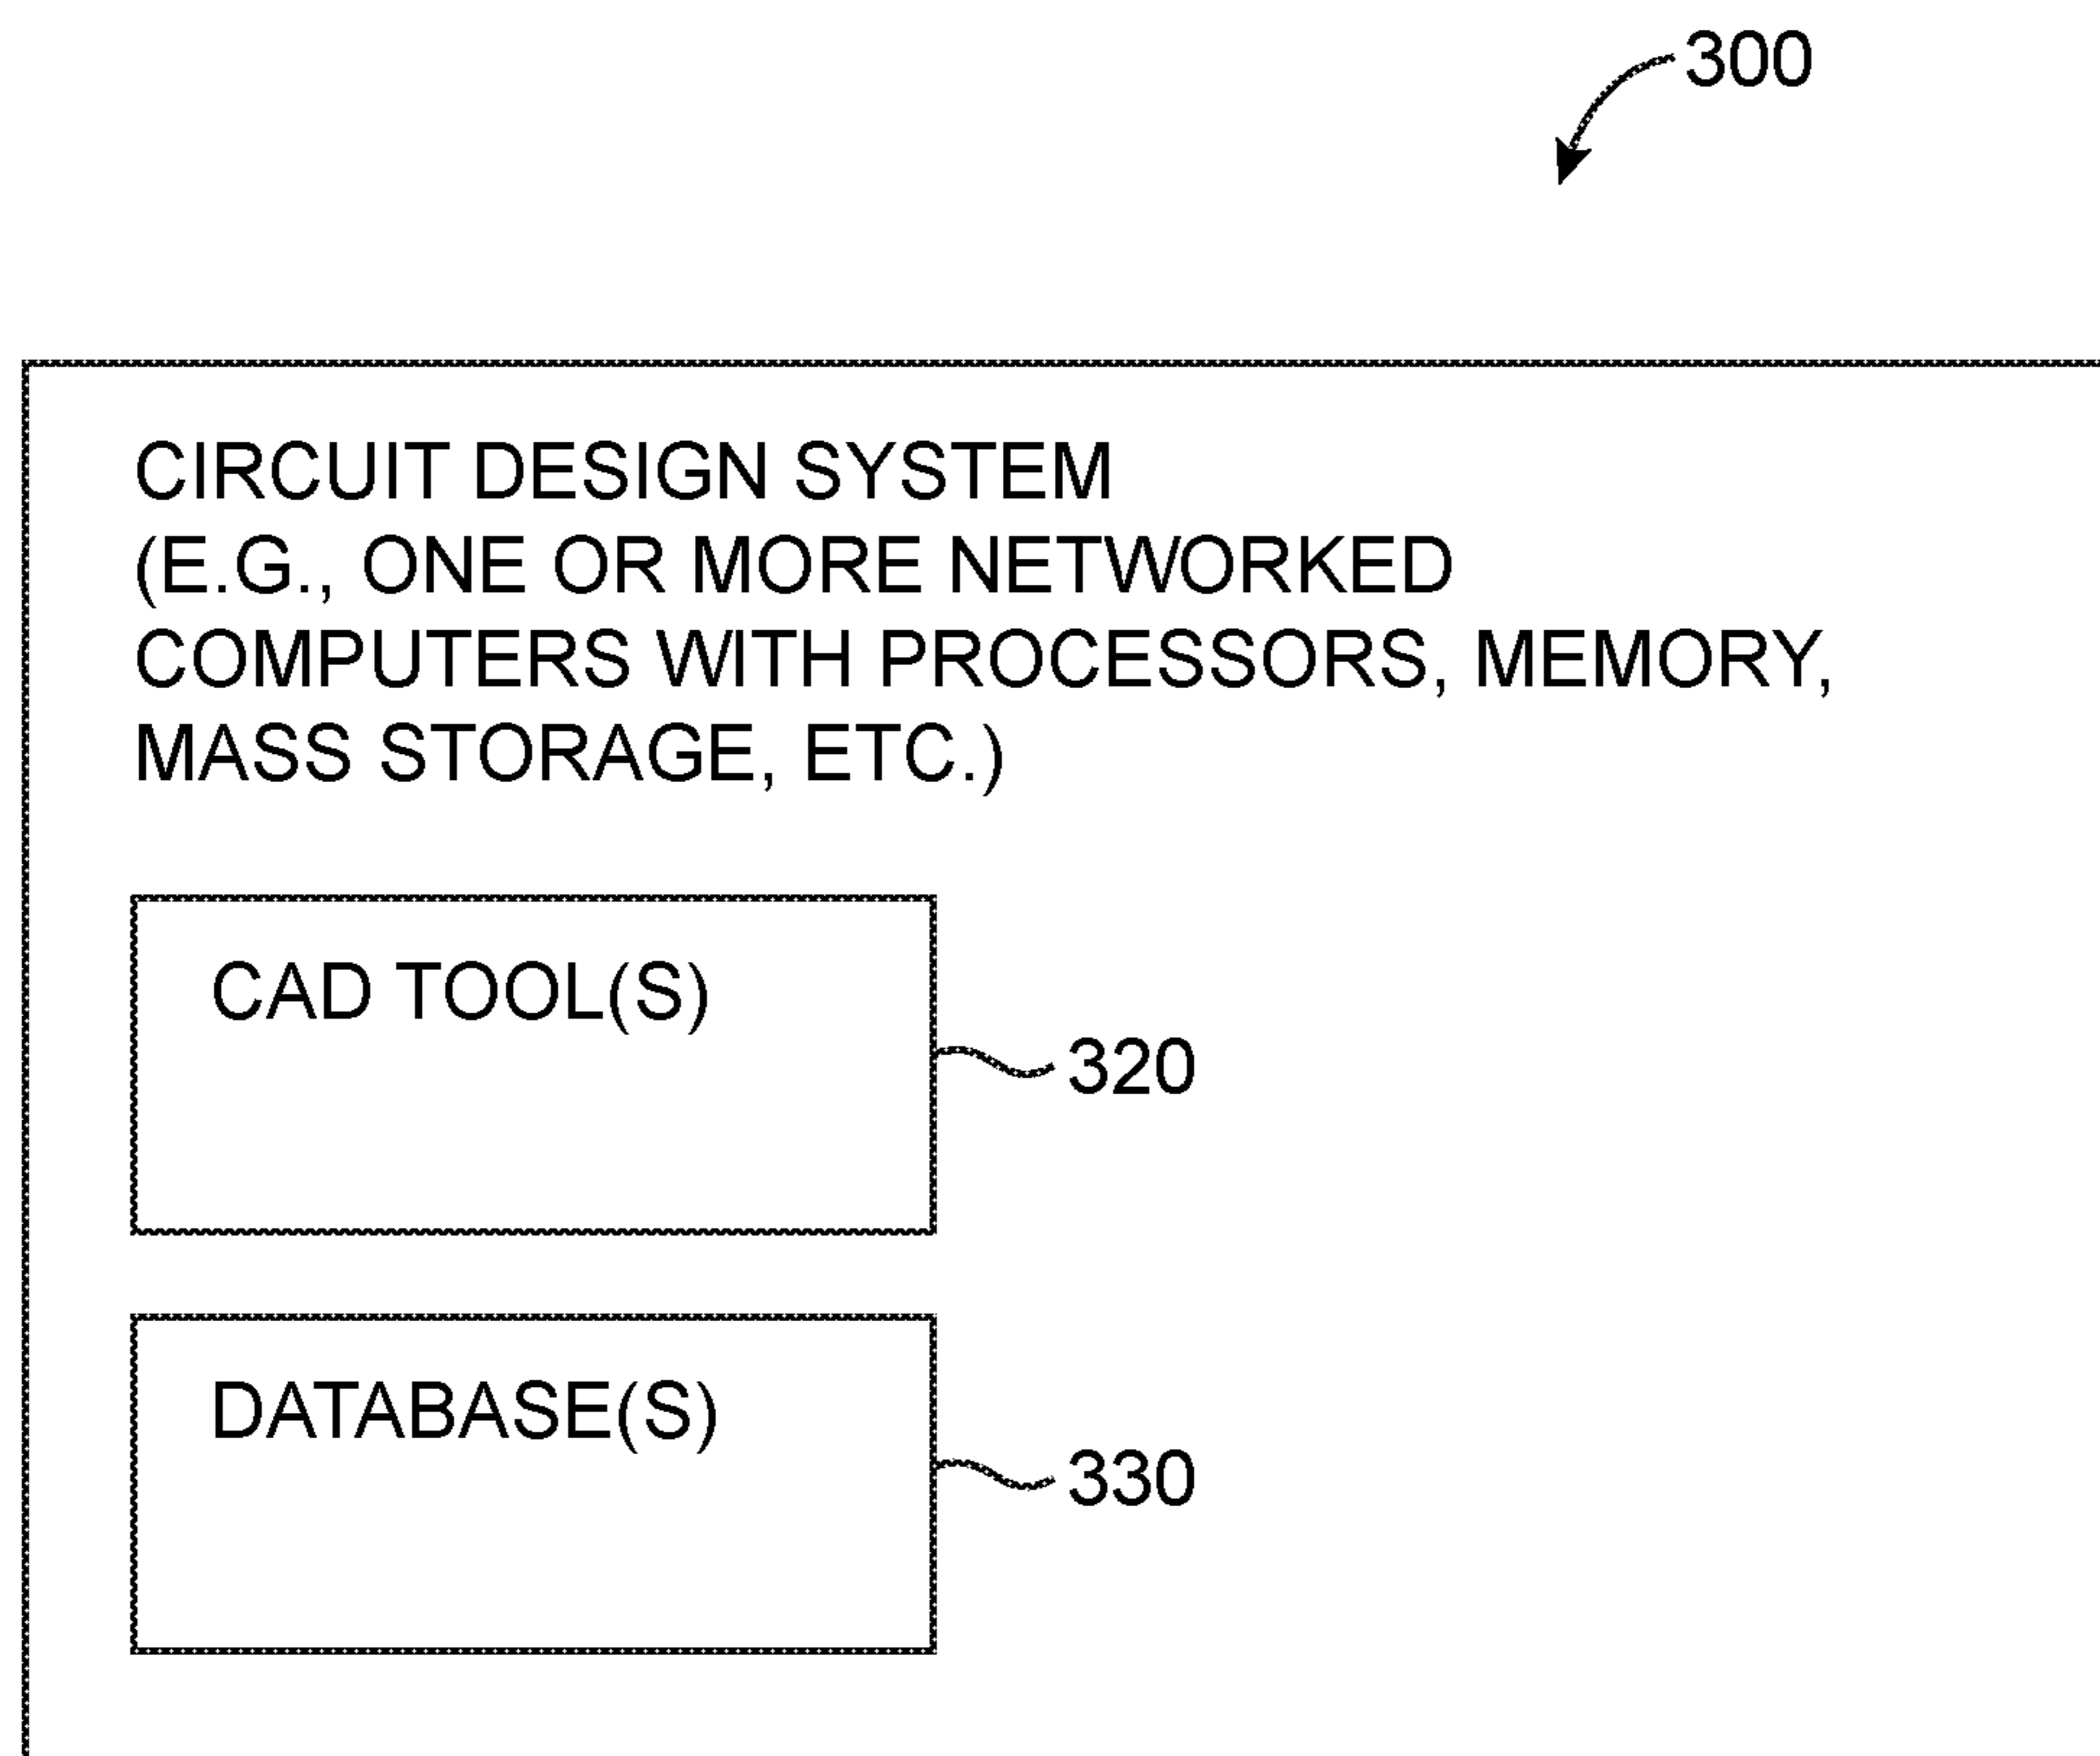 300
CIRCUIT DESIGN SYSTEM
(E.G., ONE OR MORE NETWORKED
COMPUTERS WITH PROCESSORS, MEMORY,
MASS STORAGE, ETC.)
CAD TOOL(S)
320
DATABASE(S)
330